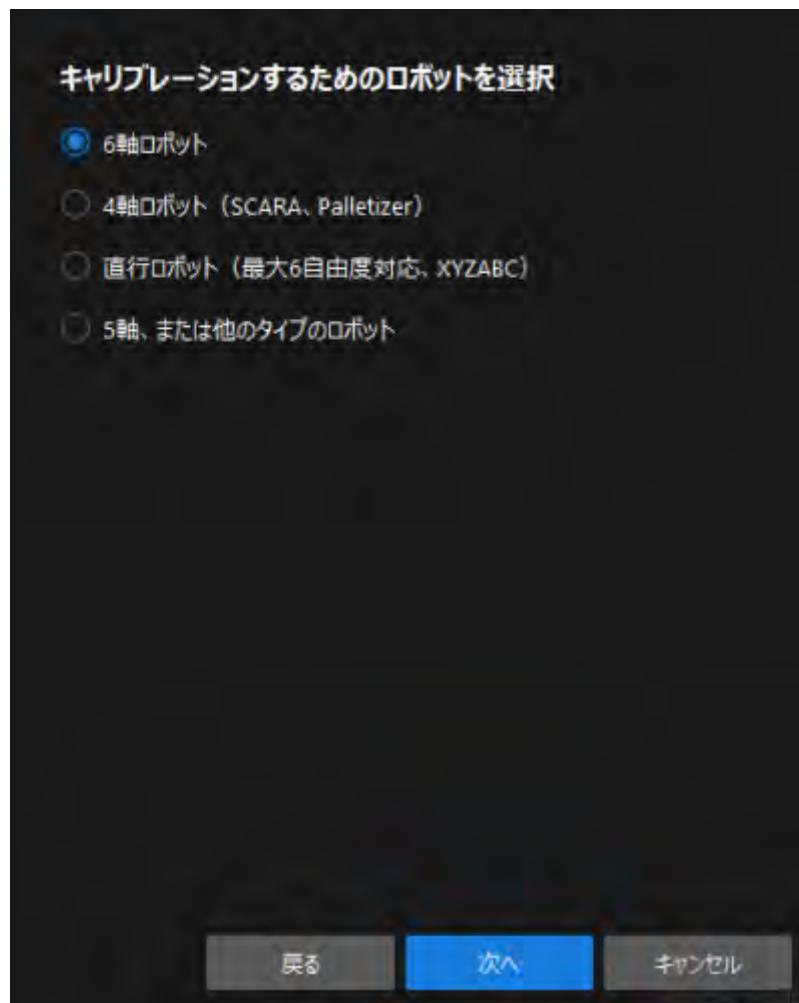 キャリブレーションするためのロボットを選択
6軸ロボット
4軸ロボット（SCARA、Palletizer）
直行ロボット（最大6自由度対応、XYZABC）
5軸、または他のタイプのロボット
戻る
次へ
キャンセル